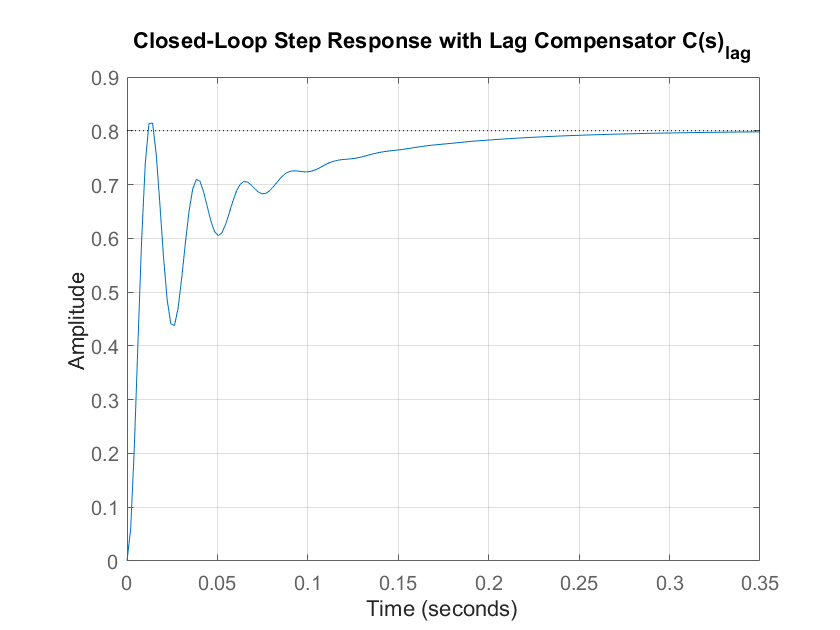 Closed-Loop Step Response with Lag Compensator C(s)lag
Amplitude
0.9
0.8
0.7
0.6
0.5
0.4
0.3
0.2
0.1
0
0 0.05 0.1 0.15 0.2 0.25 0.3 0.35
Time (seconds)